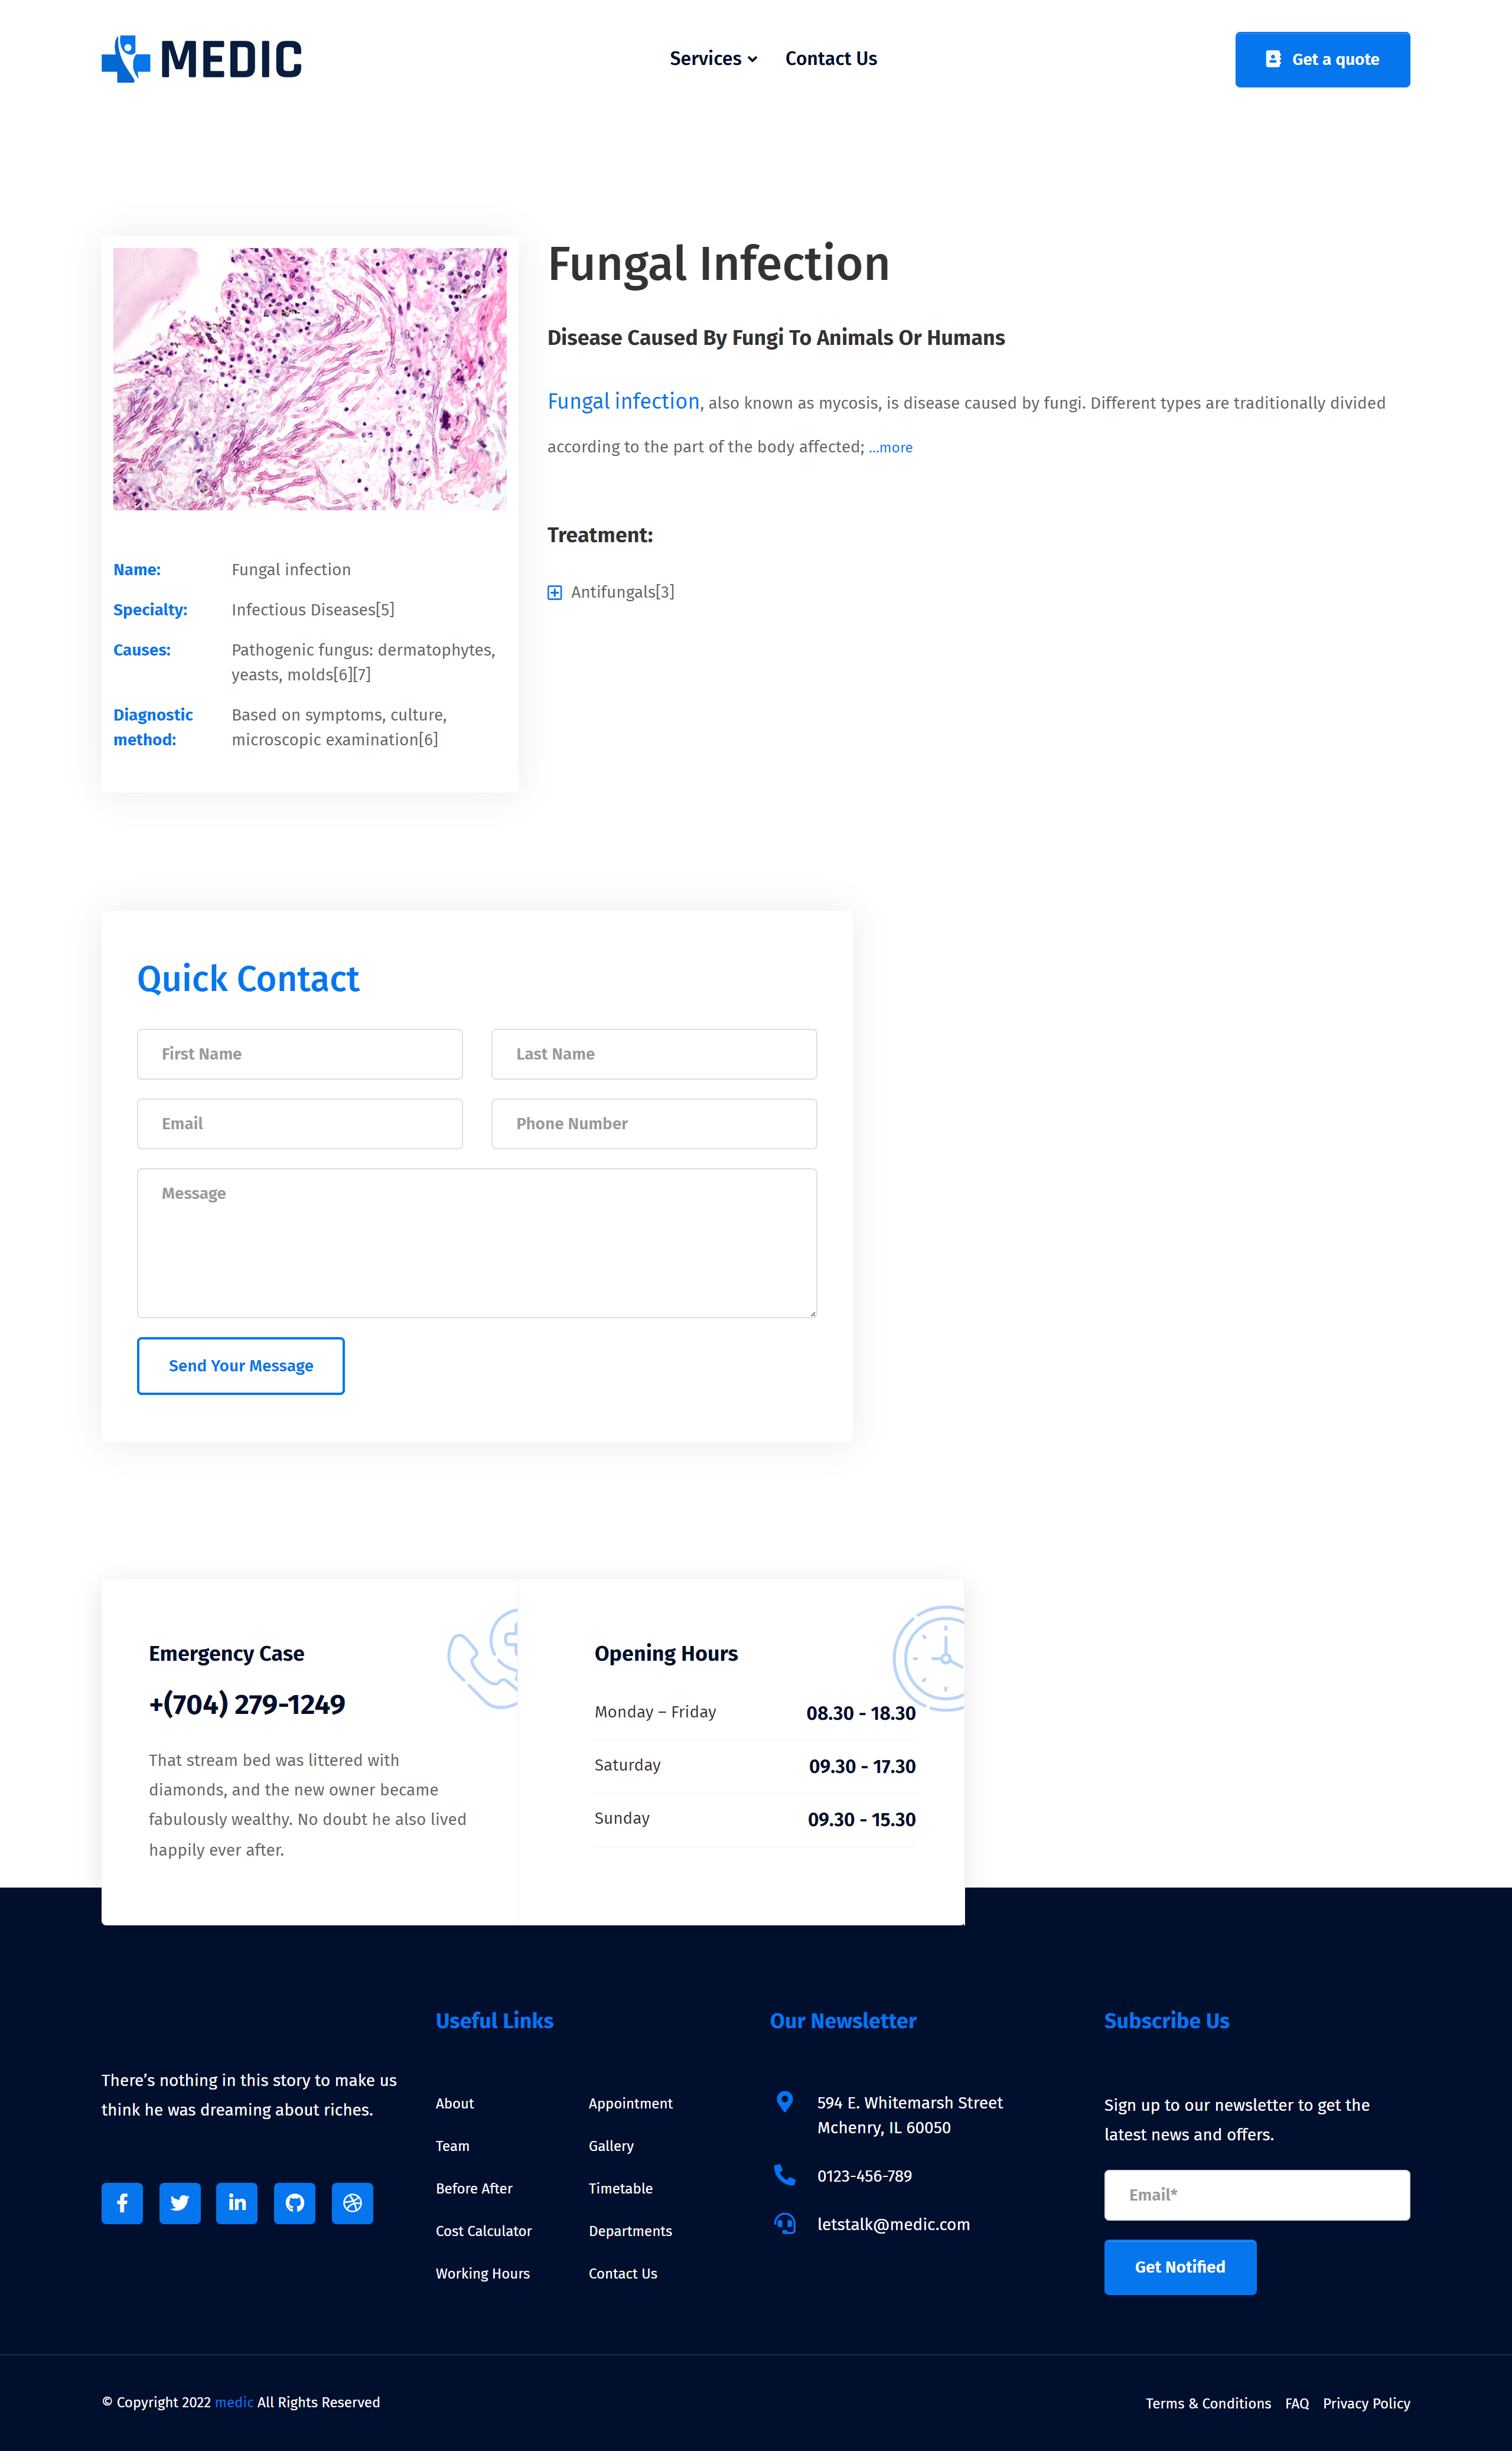 MEDIC
Services
Contact Us
Get a quote
Fungal Infection
Disease Caused By Fungi To Animals Or Humans
Fungal infection, also known as mycosis, is disease caused by fungi. Different types are traditionally divided
according to the part of the body affected; ...more
Treatment:
Antifungals[3]
Name: Fungal infection
Specialty: Infectious Diseases[5]
Causes: Pathogenic fungus: dermatophytes,
yeasts, molds[6][7]
Diagnostic Based on symptoms, culture,
method: microscopic examination[6]
Quick Contact
First Name
Last Name
Email
Phone Number
Message
Send Your Message
Emergency Case
+(704) 279-1249
That stream bed was littered with
diamonds, and the new owner became
fabulously wealthy. No doubt he also lived
happily ever after.
Opening Hours
Monday – Friday 08.30 - 18.30
Saturday 09.30 - 17.30
Sunday 09.30 - 15.30
There’s nothing in this story to make us
think he was dreaming about riches.
Useful Links
About
Team
Before After
Cost Calculator
Working Hours
Appointment
Gallery
Timetable
Departments
Contact Us
Our Newsletter
594 E. Whitemarsh Street
Mchenry, IL 60050
0123-456-789
letstalk@medic.com
Subscribe Us
Sign up to our newsletter to get the
latest news and offers.
Email*
Get Notified
© Copyright 2022 medic All Rights Reserved
Terms & Conditions FAQ Privacy Policy